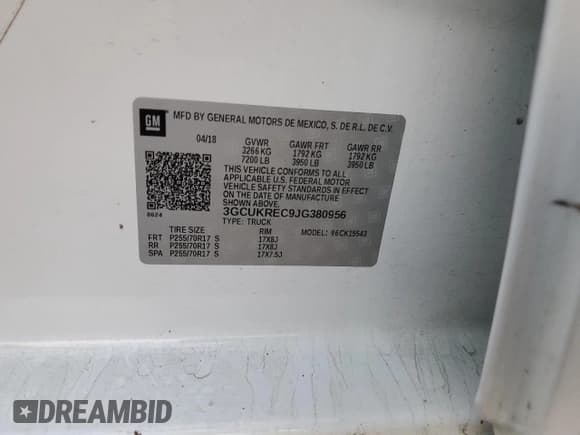 GM
MFD BY GENERAL MOTORS DE MEXICO, S. DE R.L. DE C.V.
04/18 GVWR GAWR FRT GAWR RR
3266 KG 1792 KG 1792 KG
7200 LB 3950 LB 3950 LB
THIS VEHICLE CONFORMS TO ALL
APPLICABLE U.S. FEDERAL MOTOR
VEHICLE SAFETY STANDARDS IN EFFECT
ON THE DATE OF MANUFACTURE SHOWN ABOVE.
8624 3GCUKREC9JG380956
TYPE: TRUCK
TIRE SIZE RIM MODEL: 96CK15543
FRT P255/70R17 S 17X8J
RR P255/70R17 S 17X8J
SPA P255/70R17 S 17X7.5J
DREAMBID